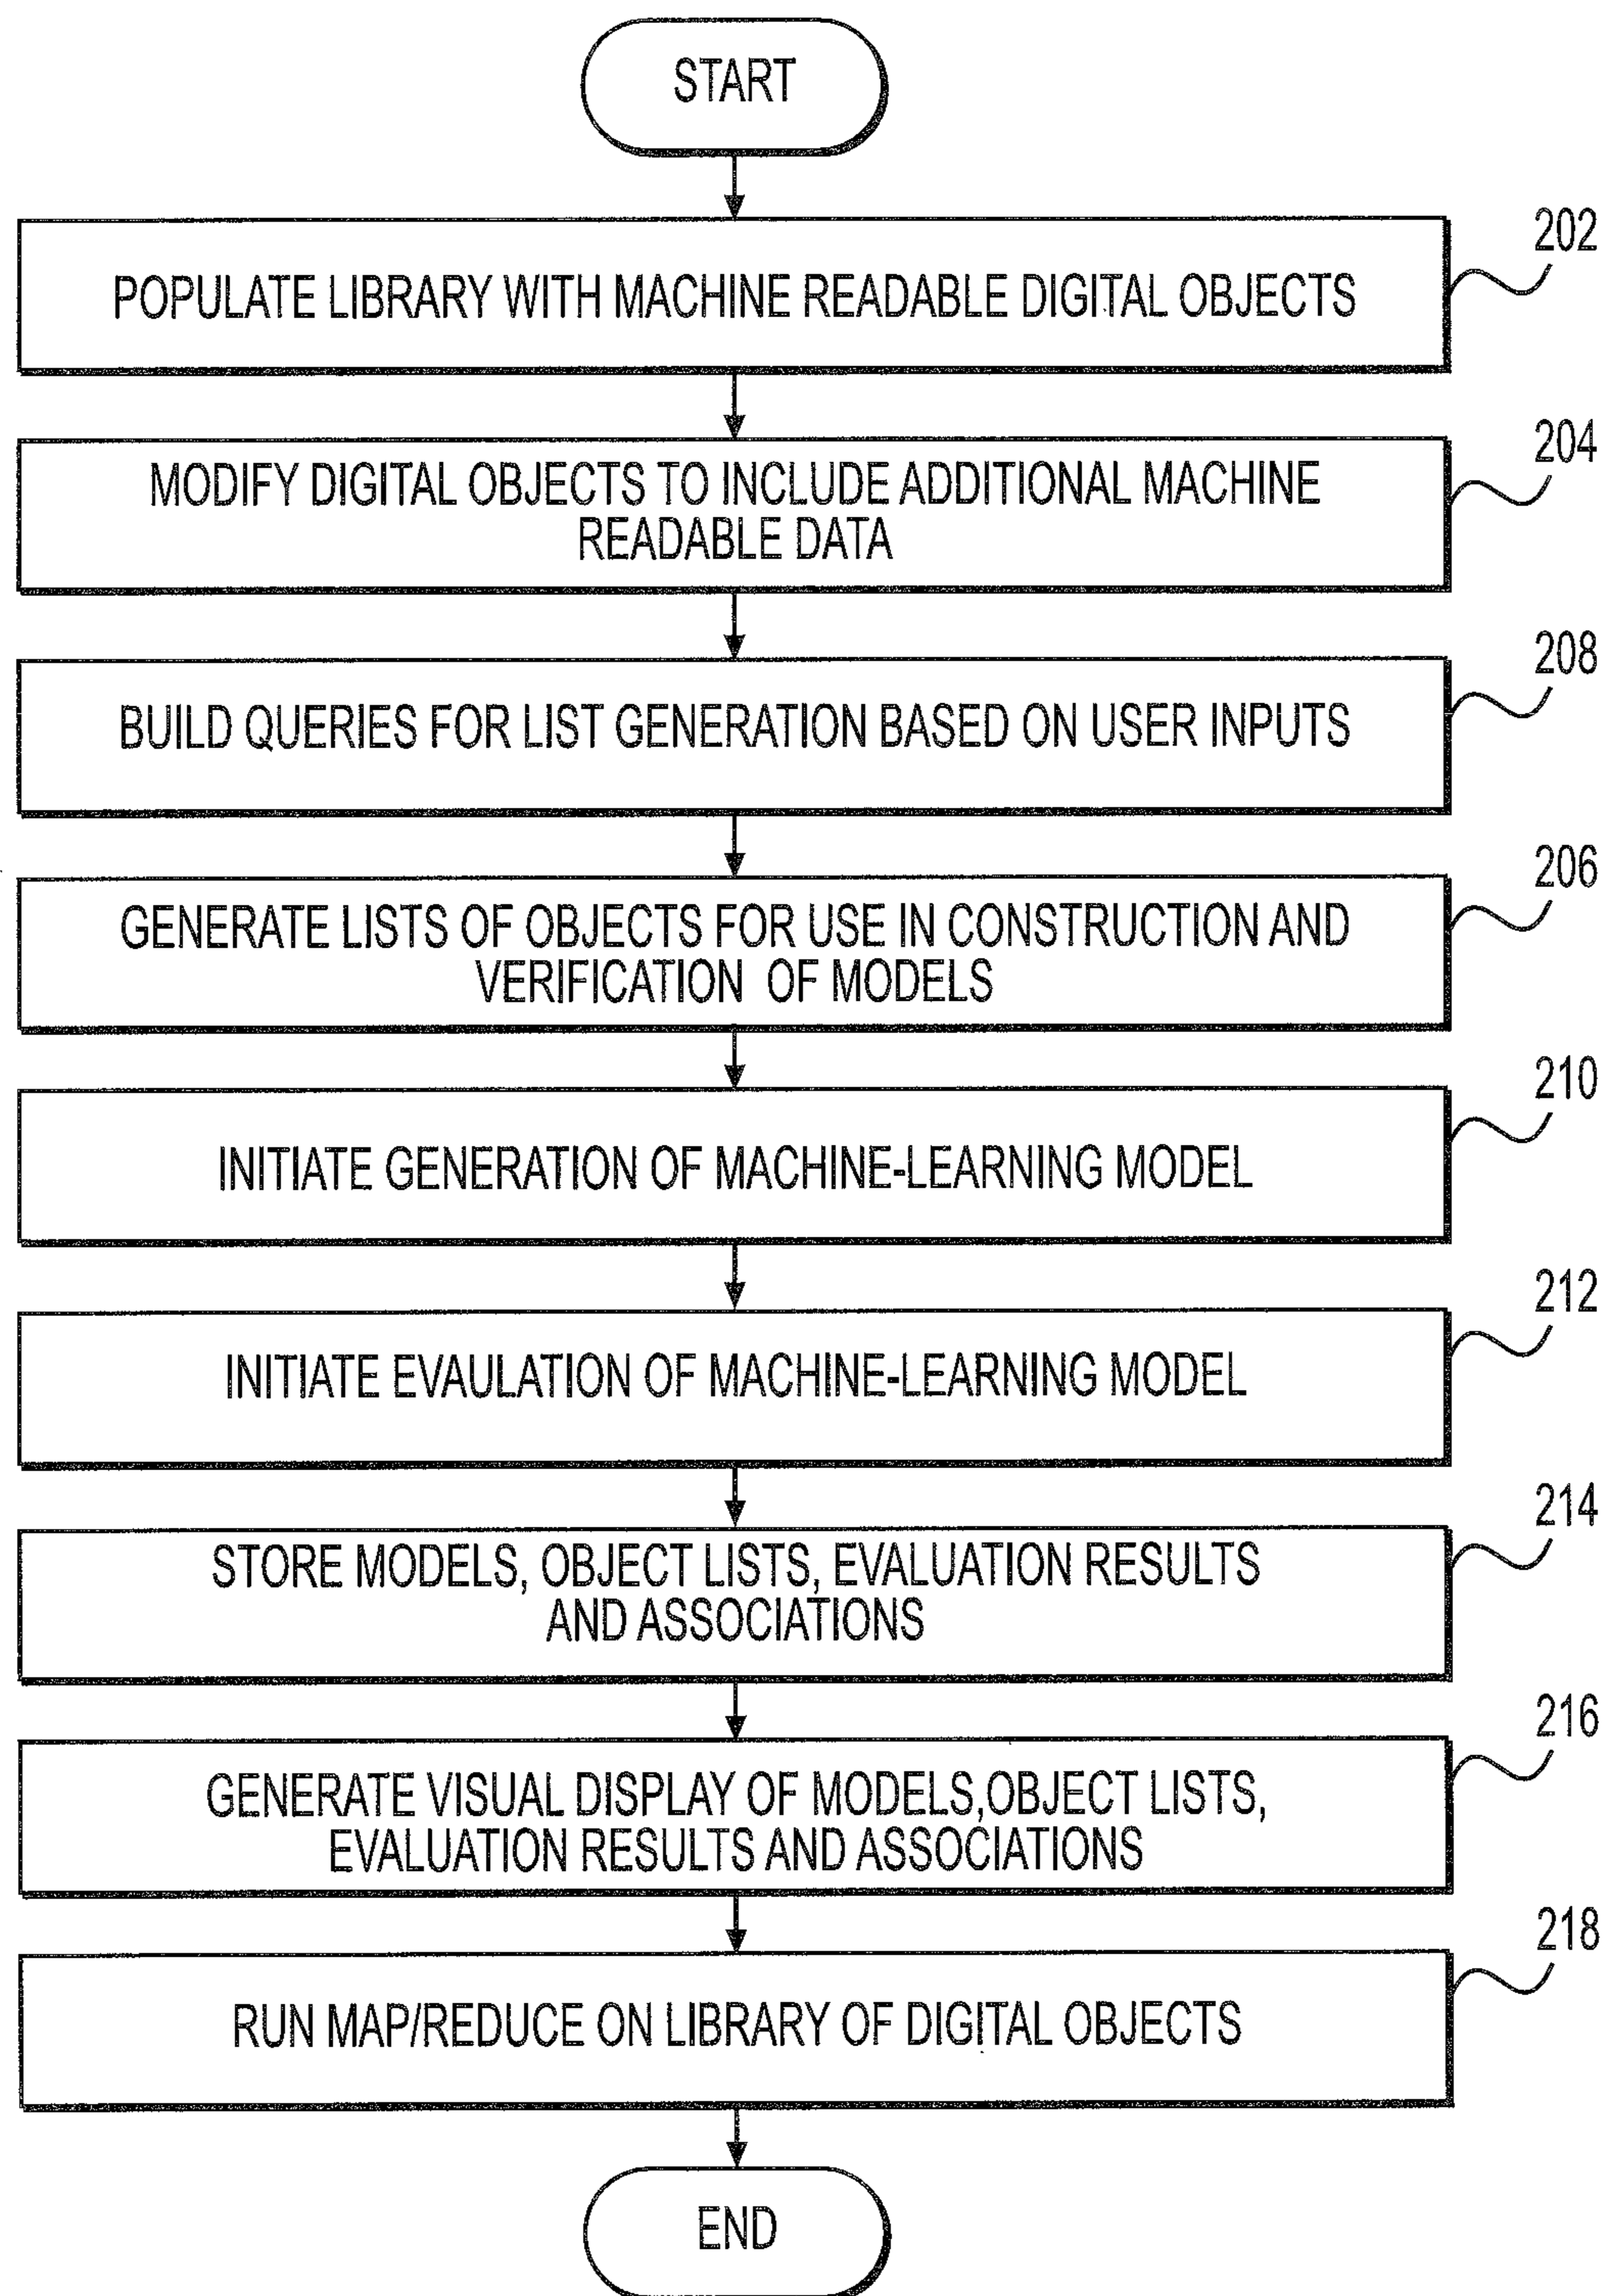 START
202
POPULATE LIBRARY WITH MACHINE READABLE DIGITAL OBJECTS
204
MODIFY DIGITAL OBJECTS TO INCLUDE ADDITIONAL MACHINE
READABLE DATA
208
BUILD QUERIES FOR LIST GENERATION BASED ON USER INPUTS
206
GENERATE LISTS OF OBJECTS FOR USE IN CONSTRUCTION AND
VERIFICATION OF MODELS
210
INITIATE GENERATION OF MACHINE-LEARNING MODEL
212
INITIATE EVAULATION OF MACHINE-LEARNING MODEL
214
STORE MODELS, OBJECT LISTS, EVALUATION RESULTS
AND ASSOCIATIONS
216
GENERATE VISUAL DISPLAY OF MODELS,OBJECT LISTS,
EVALUATION RESULTS AND ASSOCIATIONS
218
RUN MAP/REDUCE ON LIBRARY OF DIGITAL OBJECTS
END